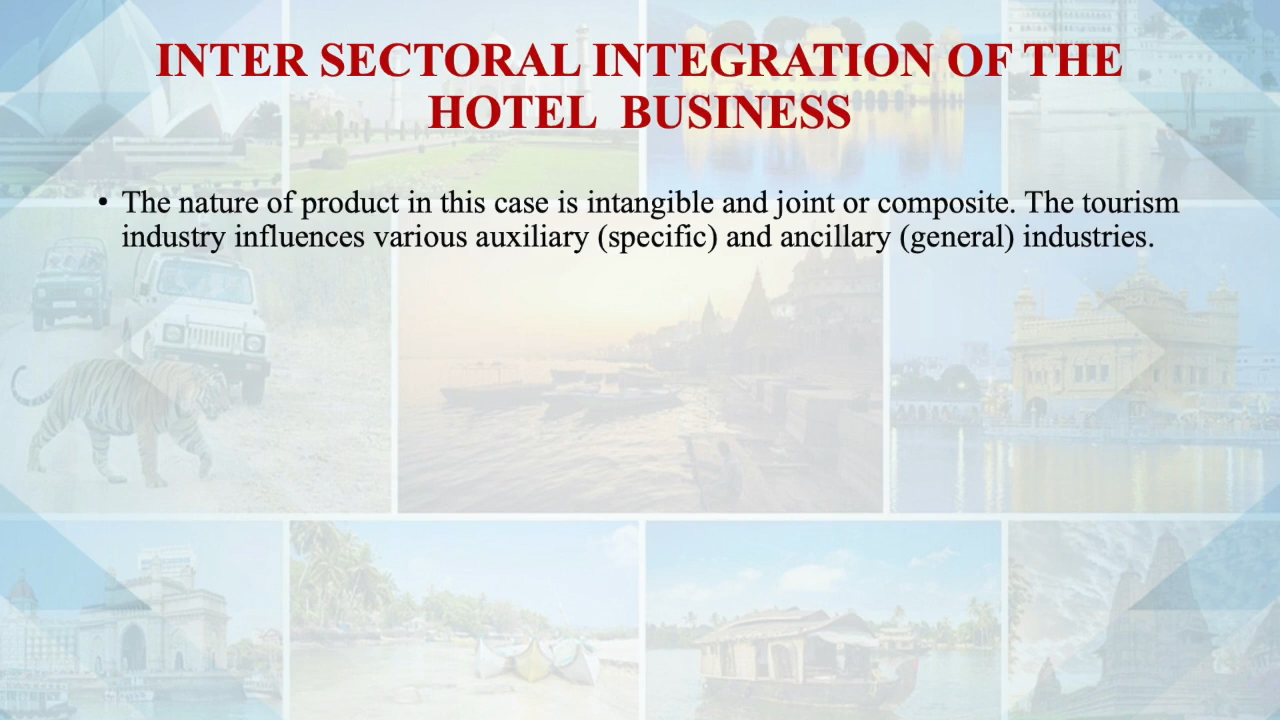 INTER SECTORAL INTEGRATION OF THE
HOTEL  BUSINESS
• The nature of product in this case is intangible and joint or composite. The tourism
industry influences various auxiliary (specific) and ancillary (general) industries.